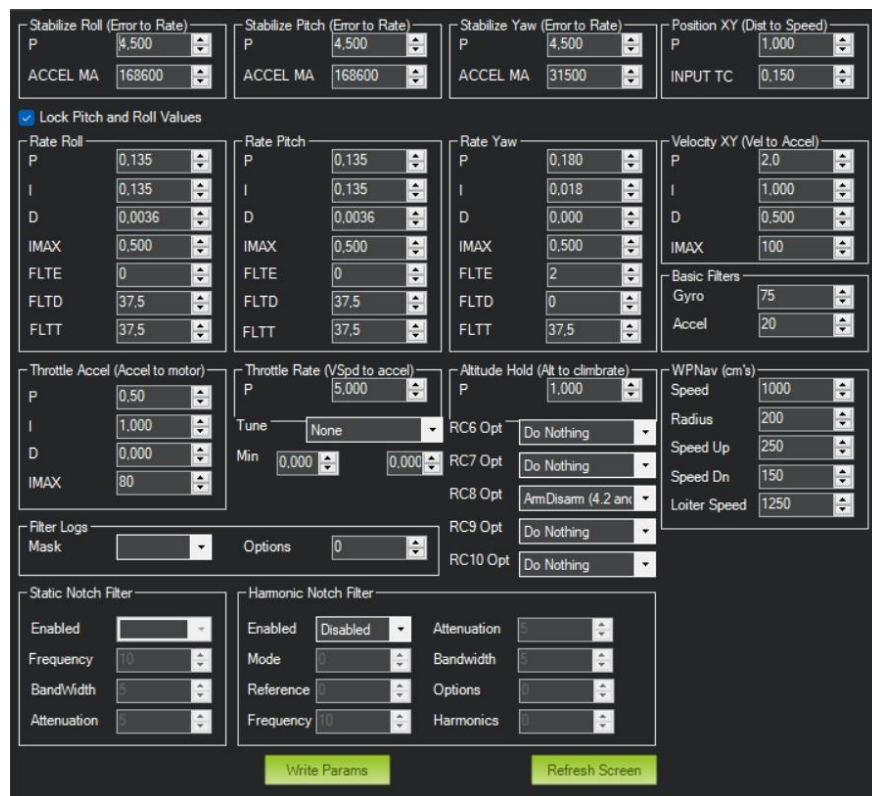 Stabilize Roll (Error to Rate) Stabilize Pitch (Error to Rate) Stabilize Yaw (Error to Rate) Position XY (Dist to Speed)
P 4,500 P 4,500 P 4,500 P 1,000
ACCEL MA 168600 ACCEL MA 168600 ACCEL MA 31500 INPUT TC 0,150
Lock Pitch and Roll Values
Rate Roll Rate Pitch Rate Yaw Velocity XY (Vel to Accel)
P 0,135 P 0,135 P 0,180 P 2,0
I 0,135 I 0,135 I 0,018 I 1,000
D 0,0036 D 0,0036 D 0,000 D 0,500
IMAX 0,500 IMAX 0,500 IMAX 0,500 IMAX 100
FLTE 0 FLTE 0 FLTE 2 Basic Filters
FLTD 37,5 FLTD 37,5 FLTD 0 Gyro 75
FLTT 37,5 FLTT 37,5 FLTT 37,5 Accel 20
Throttle Accel (Accel to motor) Throttle Rate (VSpd to accel) Altitude Hold (Alt to climbrate) WPNav (cm's)
P 0,50 P 5,000 P 1,000 Speed 1000
I 1,000 Tune None RC6 Opt Do Nothing Radius 200
D 0,000 Min 0,000 0,000 RC7 Opt Do Nothing Speed Up 250
IMAX 80 RC8 Opt ArmDisarm (4.2 and Speed Dn 150
Loiter Speed 1250
Filter Logs RC9 Opt Do Nothing
Mask Options 0 RC10 Opt Do Nothing
Static Notch Filter Harmonic Notch Filter
Enabled Enabled Disabled Attenuation 5
Frequency 10 Mode 0 Bandwidth 5
BandWidth 5 Reference 0 Options 0
Attenuation 5 Frequency 10 Harmonics 0
Write Params Refresh Screen